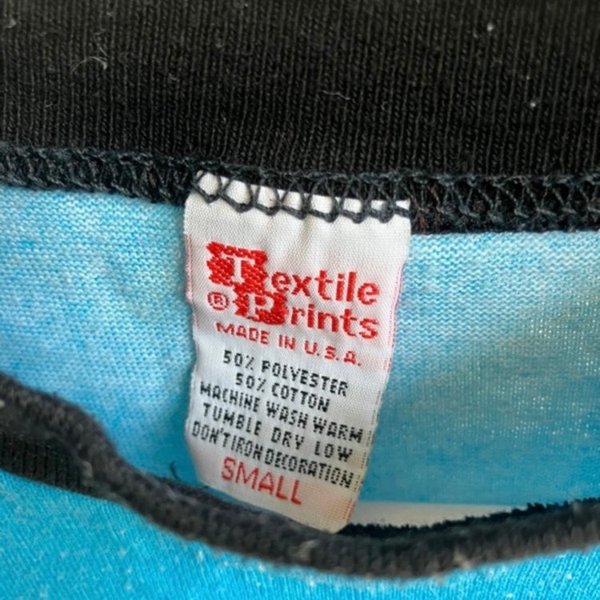 Textile
® Prints
MADE IN U.S.A.
50% POLYESTER
50% COTTON
MACHINE WASH WARM
TUMBLE DRY LOW
DON'T IRON DECORATION
SMALL